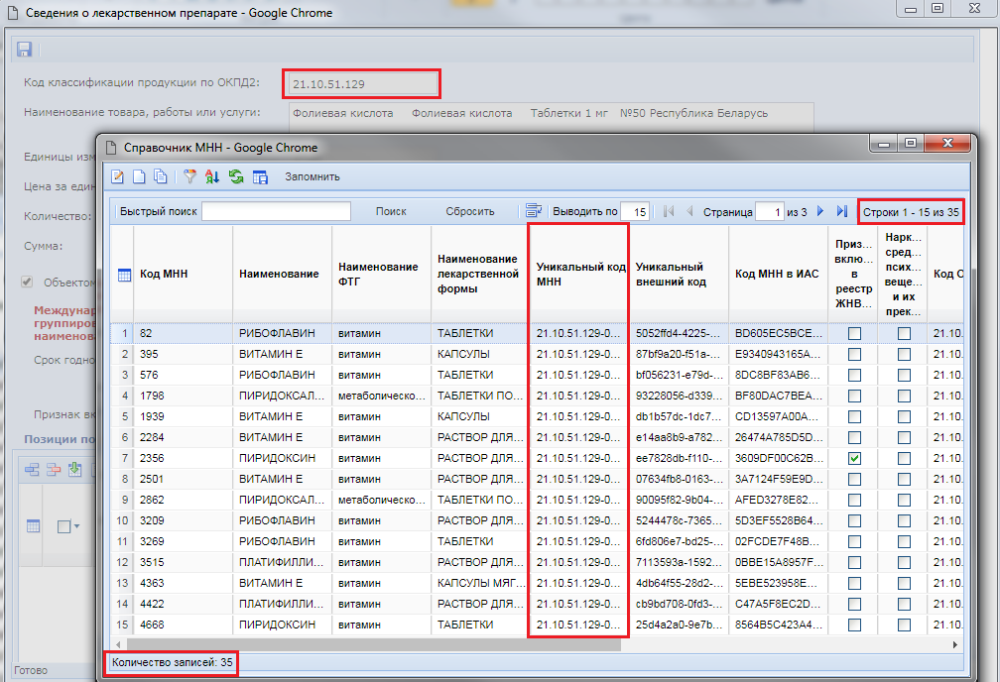 Сведения о лекарственном препарате - Google Chrome
Код классификации продукции по ОКПД2: 21.10.51.129
Наименование товара, работы или услуги: Фолиевая кислота Фолиевая кислота Таблетки 1 мг №50 Республика Беларусь
Единицы изм
Цена за един
Количество:
Сумма:
Объектом
Междунар
группиров
наименова
Срок годно
Признак вк
Позиции по
Готово
Справочник МНН - Google Chrome
Запомнить
Быстрый поиск Поиск Сбросить Выводить по 15 Страница 1 из 3 Строки 1 - 15 из 35
Код МНН Наименование Наименование ФТГ Наименование лекарственной формы Уникальный код МНН Уникальный внешний код Код МНН в ИАС Приз... вклю... в реестр ЖНВ... Нарк... сред... псих... веще... и их прек... Код О
1 82 РИБОФЛАВИН витамин ТАБЛЕТКИ 21.10.51.129-0... 5052ffd4-4225-... BD605EC5BCE... 21.10.
2 395 ВИТАМИН Е витамин КАПСУЛЫ 21.10.51.129-0... 87bf9a20-f51a-... E9340943165A... 21.10.
3 576 РИБОФЛАВИН витамин ТАБЛЕТКИ 21.10.51.129-0... bf056231-e79d-... 8DC8BF83AB6... 21.10.
4 1798 ПИРИДОКСАЛ... метаболическо... ТАБЛЕТКИ ПО... 21.10.51.129-0... 93228056-d339... BF80DAC7BEA... 21.10.
5 1939 ВИТАМИН Е витамин КАПСУЛЫ 21.10.51.129-0... db1b57dc-1dc7... CD13597A00A... 21.10.
6 2284 ВИТАМИН Е витамин РАСТВОР ДЛЯ... 21.10.51.129-0... e14aa8b9-a782... 26474A785D5D... 21.10.
7 2356 ПИРИДОКСИН витамин РАСТВОР ДЛЯ... 21.10.51.129-0... ee7828db-f110-... 3609DF00C62B... 21.10.
8 2501 ВИТАМИН Е витамин РАСТВОР ДЛЯ... 21.10.51.129-0... 07634fb8-0163-... 3A7124F59E9D... 21.10.
9 2862 ПИРИДОКСАЛ... метаболическо... ТАБЛЕТКИ ПО... 21.10.51.129-0... 90095f82-9b04-... AFED3278E82... 21.10.
10 3209 РИБОФЛАВИН витамин РАСТВОР ДЛЯ... 21.10.51.129-0... 5244478c-7365... 5D3EF5528B64... 21.10.
11 3269 РИБОФЛАВИН витамин ТАБЛЕТКИ 21.10.51.129-0... 6fd806e7-bd25-... 02FCDE7F48B... 21.10.
12 3515 ПЛАТИФИЛЛИ... витамин РАСТВОР ДЛЯ... 21.10.51.129-0... 7113593a-1592... 0BBE15A8957F... 21.10.
13 4363 ВИТАМИН Е витамин КАПСУЛЫ МЯГ... 21.10.51.129-0... 4db64f55-28d2-... 5EBE523958E... 21.10.
14 4422 ПЛАТИФИЛЛИ... витамин РАСТВОР ДЛЯ... 21.10.51.129-0... cb9bd708-0fd3-... C47A5F8EC2D... 21.10.
15 4668 ПИРИДОКСИН витамин РАСТВОР ДЛЯ... 21.10.51.129-0... 25d4a2a0-9e7b... 8564B5C423A4... 21.10.
Количество записей: 35